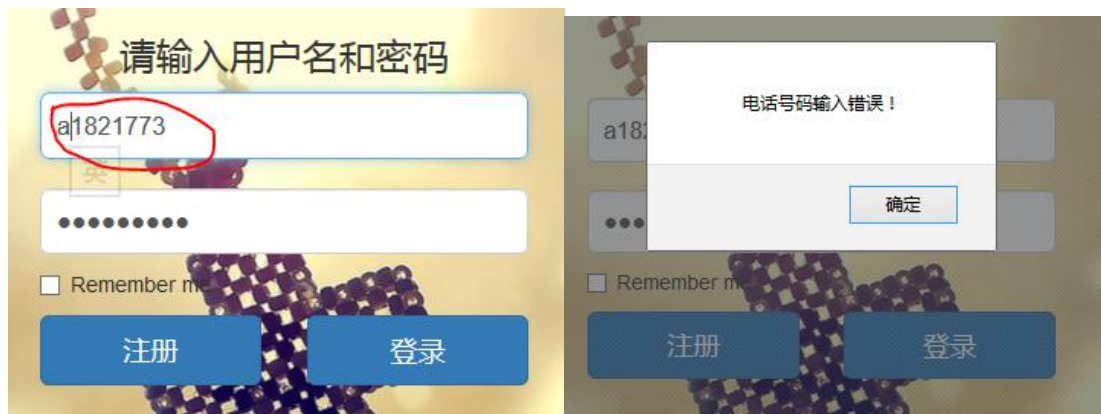 请输入用户名和密码
a1821773
英
•••••••••
Remember me
注册
登录
电话号码输入错误！
确定
a182
•••
Remember m
注册
登录